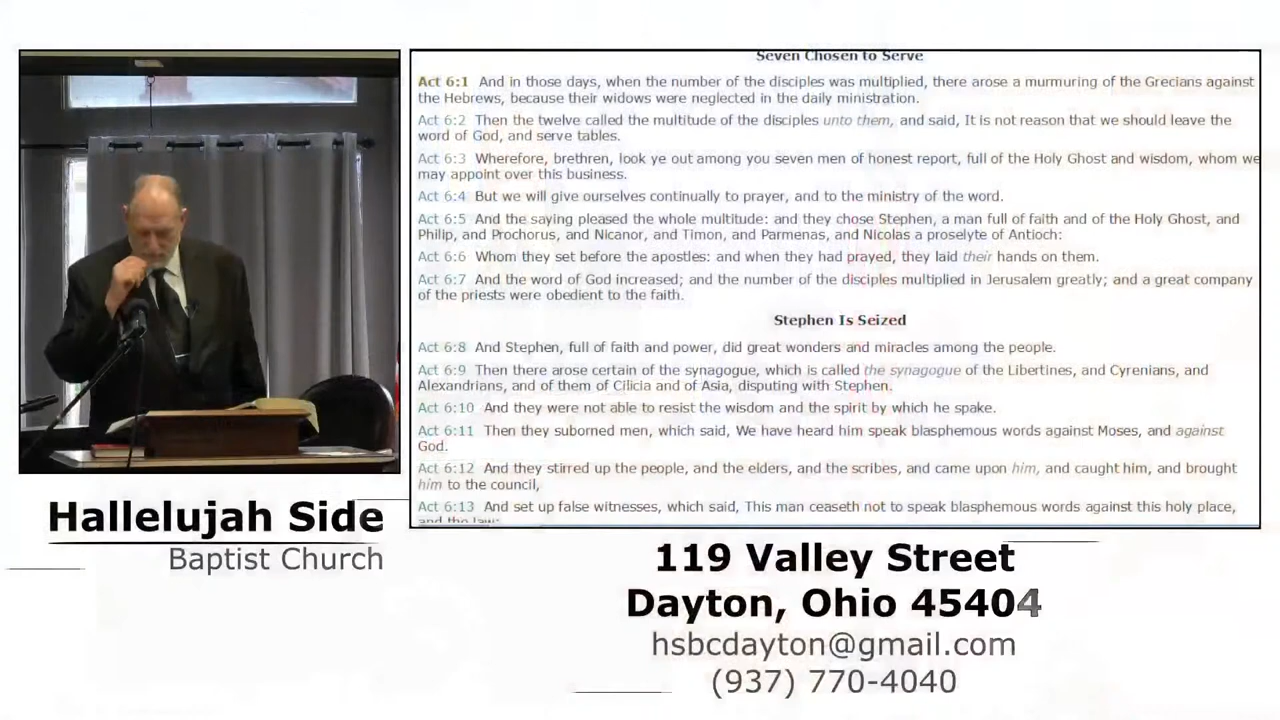 Seven Chosen to Serve
Act 6:1 And in those days, when the number of the disciples was multiplied, there arose a murmuring of the Grecians against
the Hebrews, because their widows were neglected in the daily ministration.
Act 6:2 Then the twelve called the multitude of the disciples unto them, and said, It is not reason that we should leave the
word of God, and serve tables.
Act 6:3 Wherefore, brethren, look ye out among you seven men of honest report, full of the Holy Ghost and wisdom, whom we
may appoint over this business.
Act 6:4 But we will give ourselves continually to prayer, and to the ministry of the word.
Act 6:5 And the saying pleased the whole multitude: and they chose Stephen, a man full of faith and of the Holy Ghost, and
Philip, and Prochorus, and Nicanor, and Timon, and Parmenas, and Nicolas a proselyte of Antioch:
Act 6:6 Whom they set before the apostles: and when they had prayed, they laid their hands on them.
Act 6:7 And the word of God increased; and the number of the disciples multiplied in Jerusalem greatly; and a great company
of the priests were obedient to the faith.
Stephen Is Seized
Act 6:8 And Stephen, full of faith and power, did great wonders and miracles among the people.
Act 6:9 Then there arose certain of the synagogue, which is called the synagogue of the Libertines, and Cyrenians, and
Alexandrians, and of them of Cilicia and of Asia, disputing with Stephen.
Act 6:10 And they were not able to resist the wisdom and the spirit by which he spake.
Act 6:11 Then they suborned men, which said, We have heard him speak blasphemous words against Moses, and against
God.
Act 6:12 And they stirred up the people, and the elders, and the scribes, and came upon him, and caught him, and brought
him to the council,
Act 6:13 And set up false witnesses, which said, This man ceaseth not to speak blasphemous words against this holy place,
and the law:
Hallelujah Side
Baptist Church
119 Valley Street
Dayton, Ohio 45404
hsbcdayton@gmail.com
(937) 770-4040